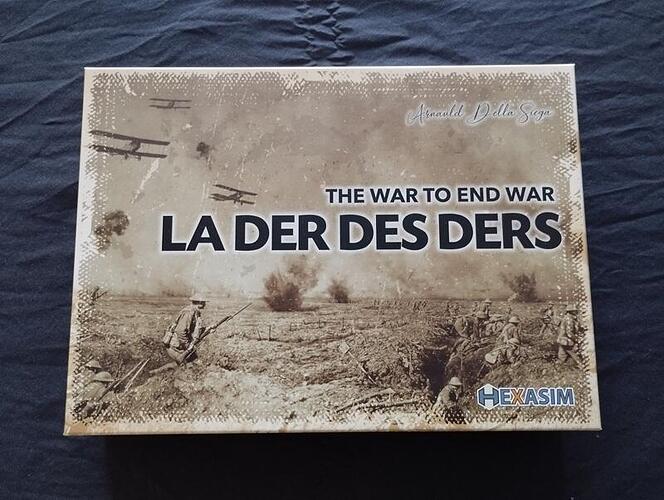 Arnauld Della Siega
THE WAR TO END WAR
LA DER DES DERS
HEXASIM